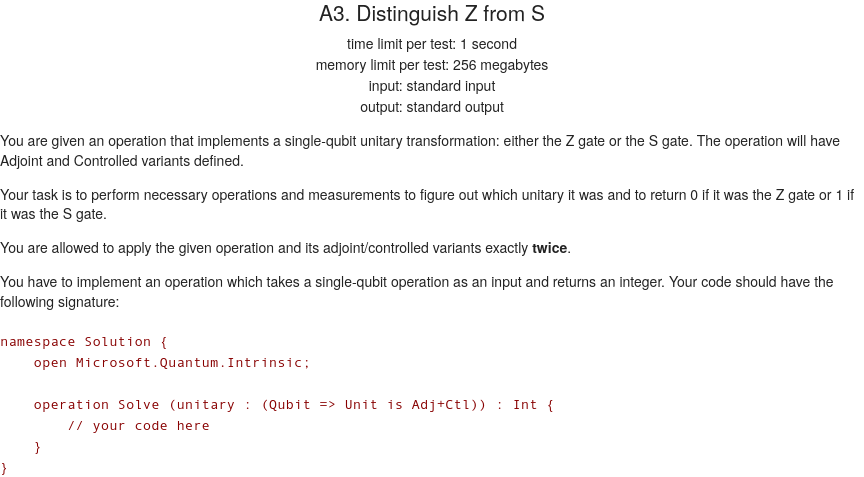 A3. Distinguish Z from S
time limit per test: 1 second
memory limit per test: 256 megabytes
input: standard input
output: standard output
You are given an operation that implements a single-qubit unitary transformation: either the Z gate or the S gate. The operation will have
Adjoint and Controlled variants defined.
Your task is to perform necessary operations and measurements to figure out which unitary it was and to return 0 if it was the Z gate or 1 if
it was the S gate.
You are allowed to apply the given operation and its adjoint/controlled variants exactly twice.
You have to implement an operation which takes a single-qubit operation as an input and returns an integer. Your code should have the
following signature:
namespace Solution {
    open Microsoft.Quantum.Intrinsic;
    operation Solve (unitary : (Qubit => Unit is Adj+Ctl)) : Int {
        // your code here
    }
}